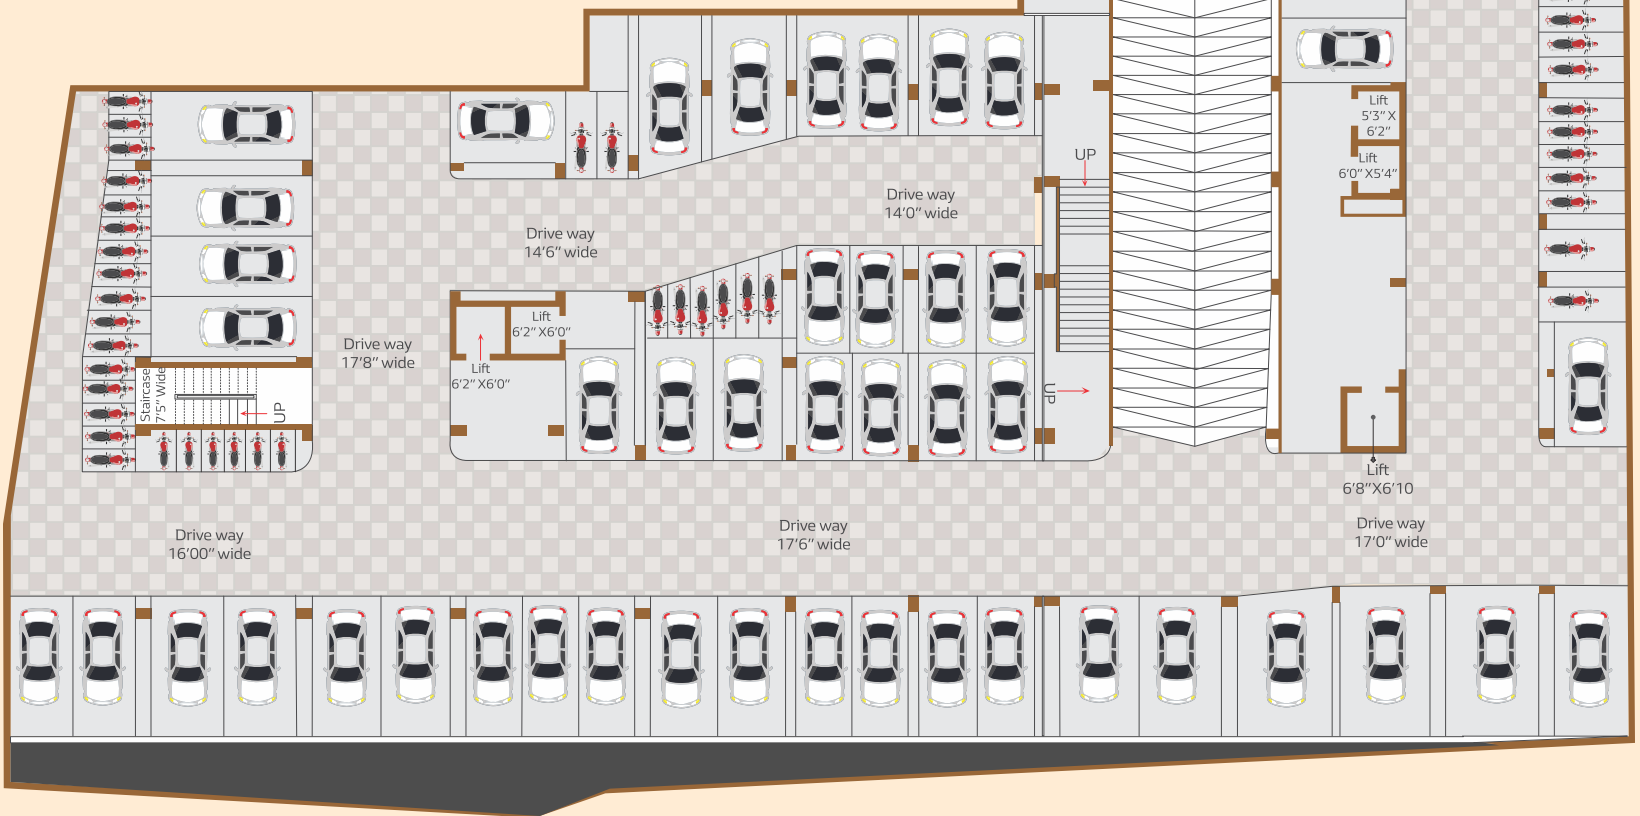 Lift
5'3" X
6'2"
UP
Lift
6'0" X5'4"
Drive way
14'0" wide
Drive way
14'6" wide
Lift
6'2" X6'0"
Drive way
17'8" wide
Lift
6'2" X6'0"
Staircase
7'5" Wide
UP
UP
Lift
6'8"X6'10
Drive way
16'00" wide
Drive way
17'6" wide
Drive way
17'0" wide